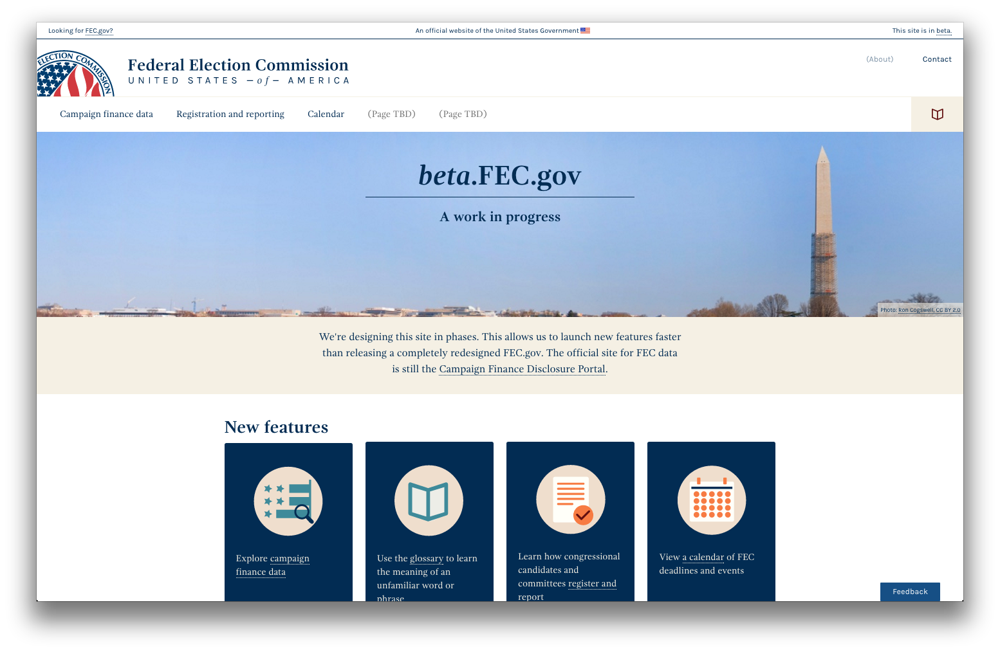 Looking for FEC.gov?
An official website of the United States Government
This site is in beta.
ELECTION COMMISSION
Federal Election Commission
UNITED STATES —of— AMERICA
(About)
Contact
Campaign finance data
Registration and reporting
Calendar
(Page TBD)
(Page TBD)
beta.FEC.gov
A work in progress
Photo: Ron Cogswell, CC BY 2.0
We're designing this site in phases. This allows us to launch new features faster
than releasing a completely redesigned FEC.gov. The official site for FEC data
is still the Campaign Finance Disclosure Portal.
New features
Explore campaign
finance data
Use the glossary to learn
the meaning of an
unfamiliar word or
phrase
Learn how congressional
candidates and
committees register and
report
View a calendar of FEC
deadlines and events
Feedback